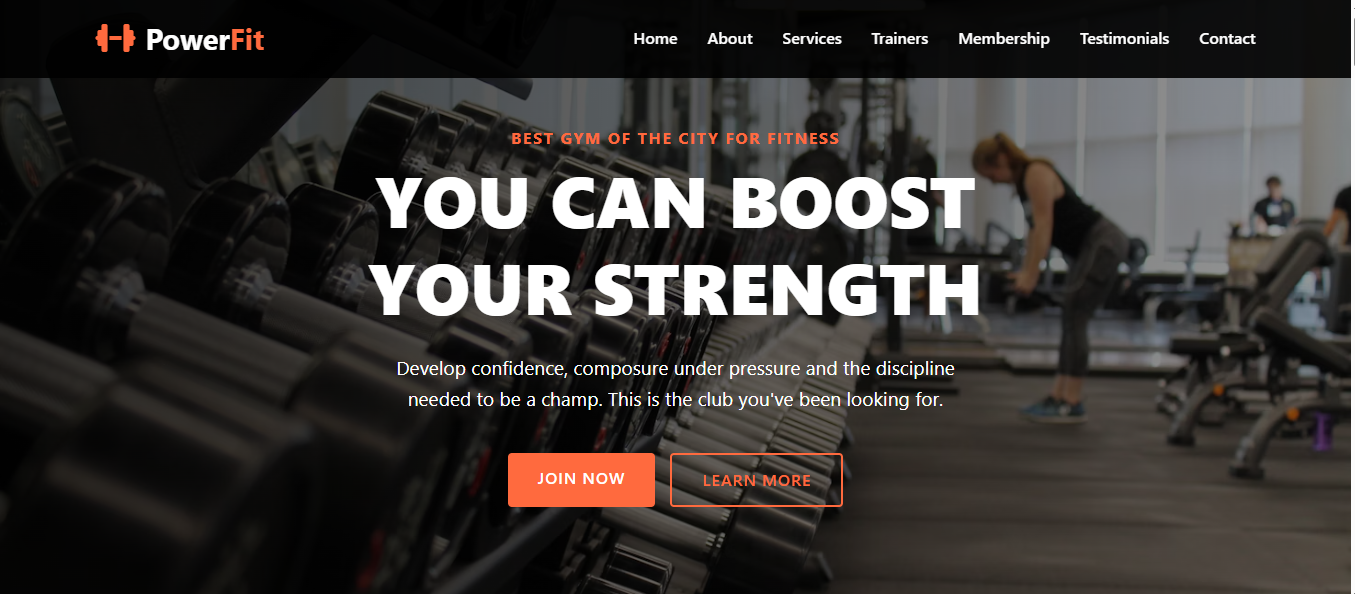 PowerFit
Home About Services Trainers Membership Testimonials Contact
BEST GYM OF THE CITY FOR FITNESS
YOU CAN BOOST
YOUR STRENGTH
Develop confidence, composure under pressure and the discipline
needed to be a champ. This is the club you've been looking for.
JOIN NOW
LEARN MORE